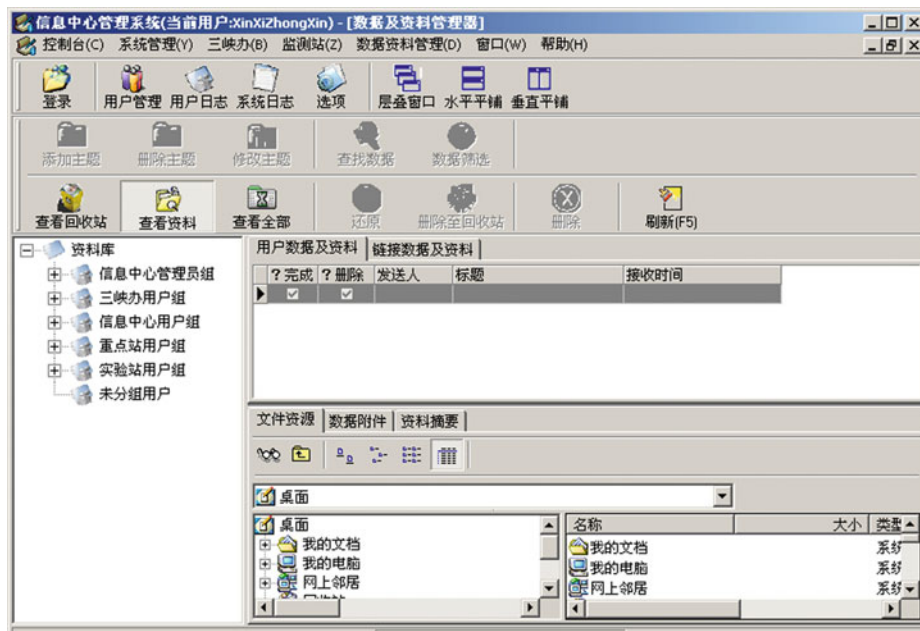 信息中心管理系统(当前用户:XinXiZhongXin) - [数据及资料管理器]
控制台(C) 系统管理(Y) 三峡办(B) 监测站(Z) 数据资料管理(D) 窗口(W) 帮助(H)
登录 用户管理 用户日志 系统日志 选项 层叠窗口 水平平铺 垂直平铺
添加主题 删除主题 修改主题 查找数据 数据筛选
查看回收站 查看资料 查看全部 还原 删除至回收站 删除 刷新(F5)
资料库
信息中心管理员组
三峡办用户组
信息中心用户组
重点站用户组
实验站用户组
未分组用户
用户数据及资料 链接数据及资料
?完成 ?删除 发送人 标题 接收时间
文件资源 数据附件 资料摘要
桌面
桌面
我的文档
我的电脑
网上邻居
名称 大小 类型
我的文档 系统
我的电脑 系统
网上邻居 系统